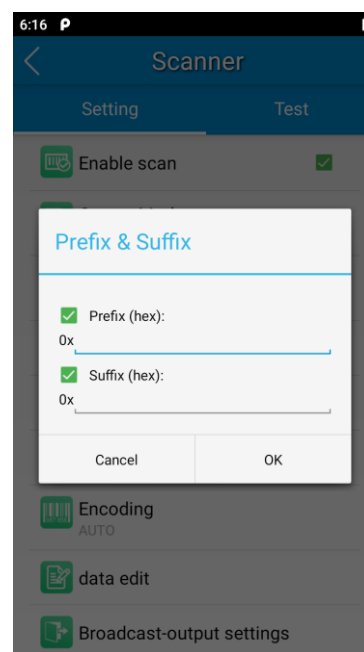 6:16
Scanner
Setting
Test
Enable scan
Prefix & Suffix
Prefix (hex):
0x
Suffix (hex):
0x
Cancel
OK
Encoding
AUTO
data edit
Broadcast-output settings